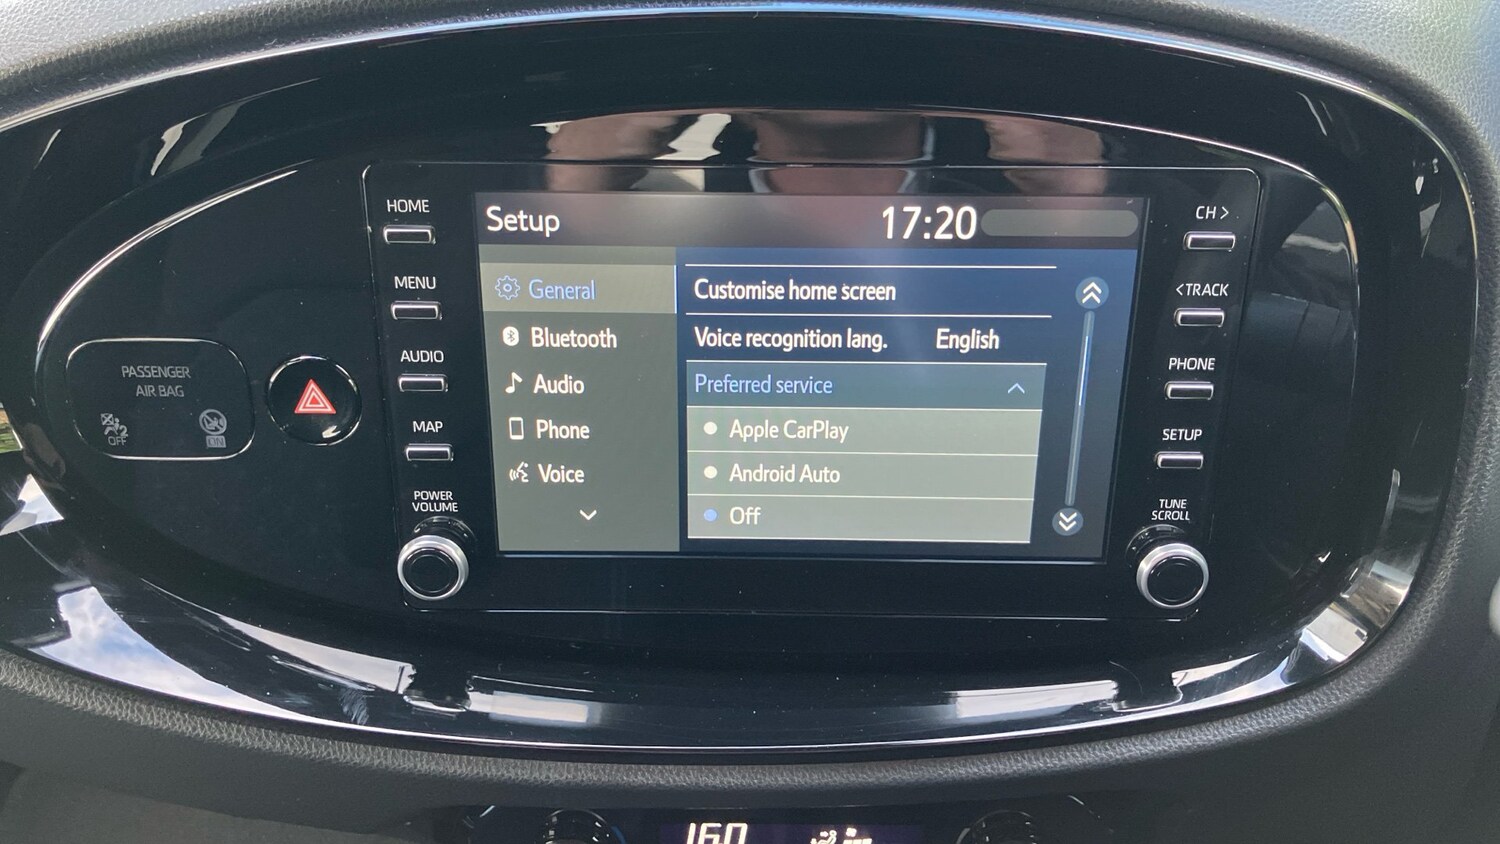 HOME
MENU
AUDIO
MAP
POWER
VOLUME
PASSENGER
AIR BAG
OFF
ON
Setup
17:20
General
Bluetooth
Audio
Phone
Voice
Customise home screen
Voice recognition lang. English
Preferred service
Apple CarPlay
Android Auto
Off
CH >
< TRACK
PHONE
SETUP
TUNE
SCROLL
16.0